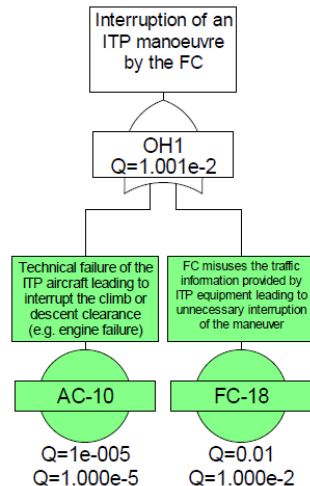 Interruption of an
ITP manoeuvre
by the FC
OH1
Q=1.001e-2
Technical failure of the
ITP aircraft leading to
interrupt the climb or
descent clearance
(e.g. engine failure)
FC misuses the traffic
information provided by
ITP equipment leading to
unnecessary interruption
of the maneuver
AC-10
FC-18
Q=1e-005
Q=1.000e-5
Q=0.01
Q=1.000e-2